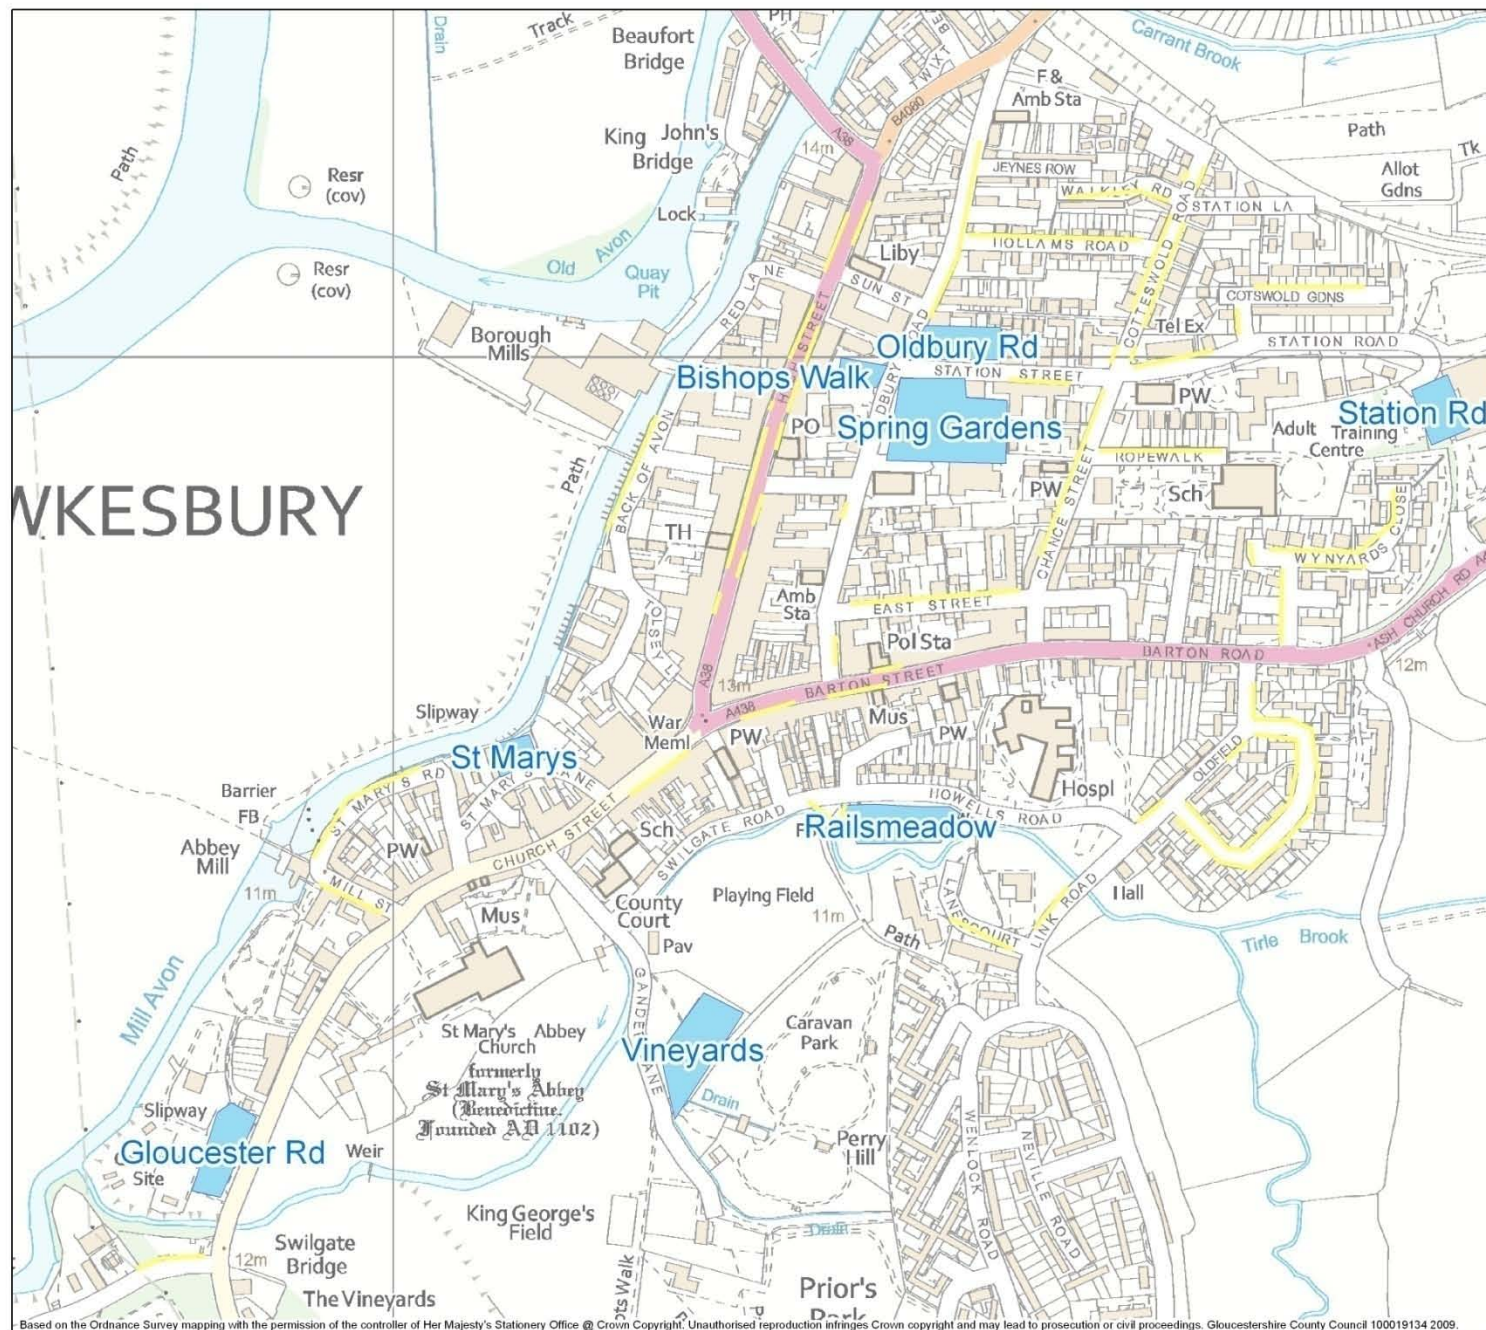 Drain
Track
Beaufort
Bridge
PH
TWIXT
Carrant Brook
B4080
F &
Amb Sta
Path
King John's
Bridge
A38
14m
Path
Tk
Allot
Gdns
JEYNES ROW
WALKLEY RD
STATION LA
Resr
(cov)
Lock
Old Avon
Quay
Pit
Liby
HOLLAMS ROAD
COTTESWOLD ROAD
Resr
(cov)
RED LANE
SUN ST
COTSWOLD GDNS
Borough
Mills
Tel Ex
STATION ROAD
Oldbury Rd
HIGH STREET
Bishops Walk
STATION STREET
PW
Spring Gardens
Station Rd
PO
Adult Training
Centre
ROPEWALK
Path
BACK OF AVON
PW
Sch
WKESBURY
TH
CHANCE STREET
WYNYARDS CLOSE
Amb
Sta
EAST STREET
TOLSEY L
Pol Sta
BARTON ROAD
ASHCHURCH RD
12m
A38
13m
BARTON STREET
A438
Slipway
War
Meml
PW
Mus
PW
St Marys
OLDFIELD
Barrier
FB
ST MARY'S RD
ST MARY'S LANE
Hospl
HOWELLS ROAD
Railsmeadow
Abbey
Mill
PW
CHURCH STREET
Sch
SWILGATE ROAD
11m
MILL ST
Mus
County
Court
Playing Field
11m
Hall
LINK ROAD
LANESCOURT
Path
Pav
Tirle Brook
Mill Avon
GANDER LANE
St Mary's Abbey
Church
formerly
St Mary's Abbey
(Benedictine.
Founded AD 1102)
Caravan
Park
Vineyards
Drain
Slipway
Gloucester Rd
Site
Weir
Perry
Hill
WENLOCK ROAD
NEVILLE ROAD
King George's
Field
Drain
Swilgate
Bridge
12m
The Vineyards
Prior's
Park
Based on the Ordnance Survey mapping with the permission of the controller of Her Majesty's Stationery Office @ Crown Copyright. Unauthorised reproduction infringes Crown copyright and may lead to prosecution or civil proceedings. Gloucestershire County Council 100019134 2009.